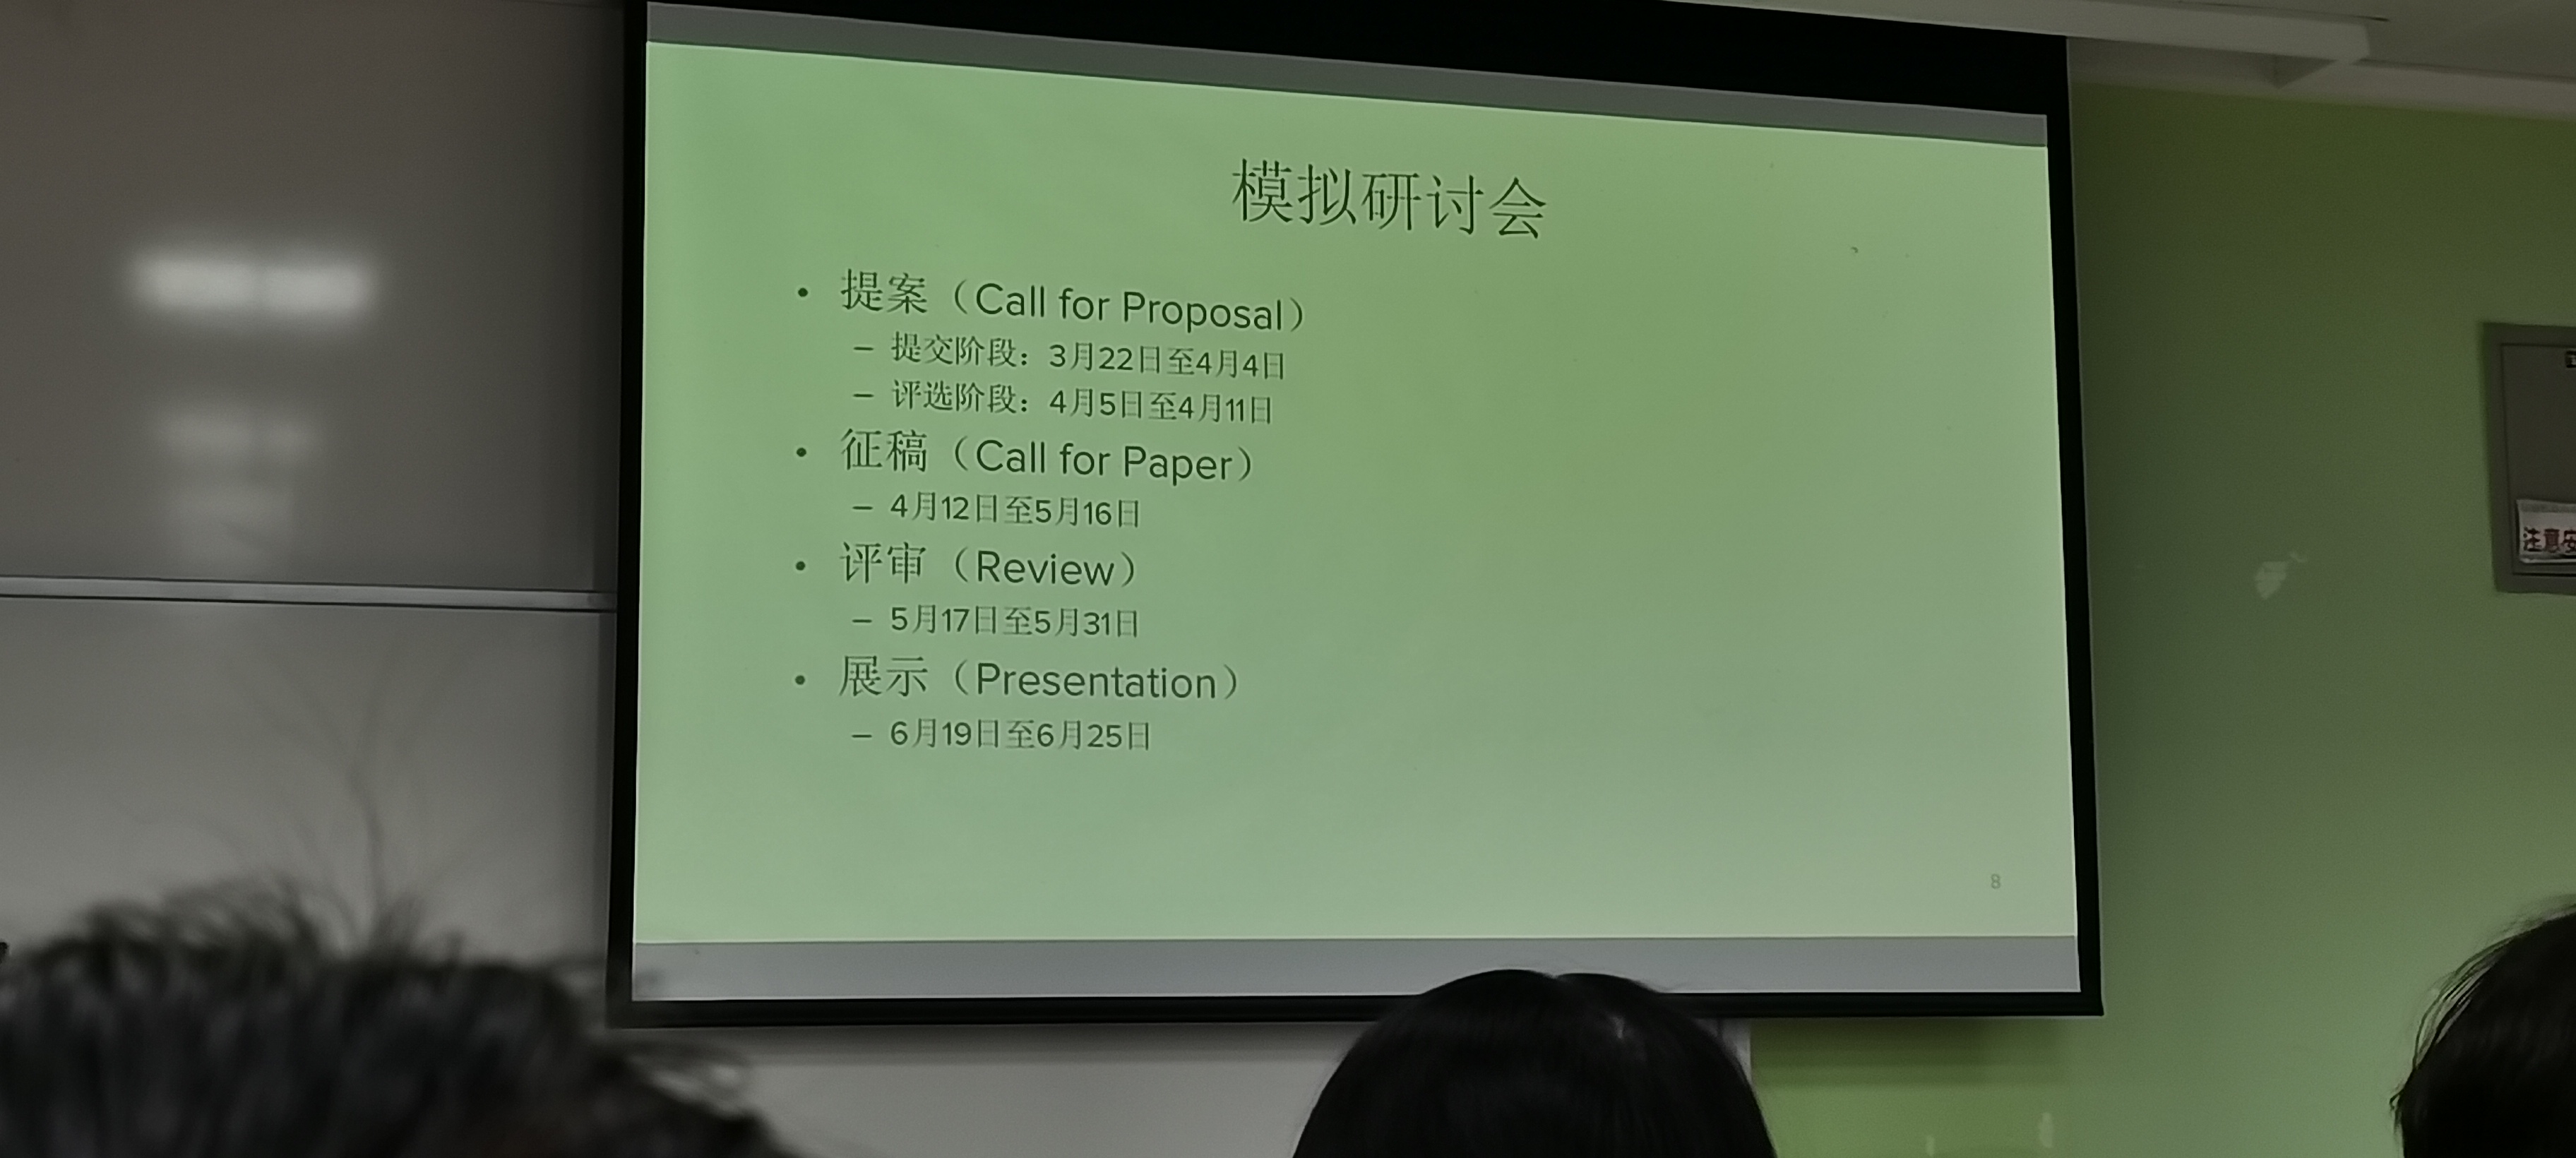 模拟研讨会
• 提案（Call for Proposal）
– 提交阶段：3月22日至4月4日
– 评选阶段：4月5日至4月11日
• 征稿（Call for Paper）
– 4月12日至5月16日
• 评审（Review）
– 5月17日至5月31日
• 展示（Presentation）
– 6月19日至6月25日
8
注意安